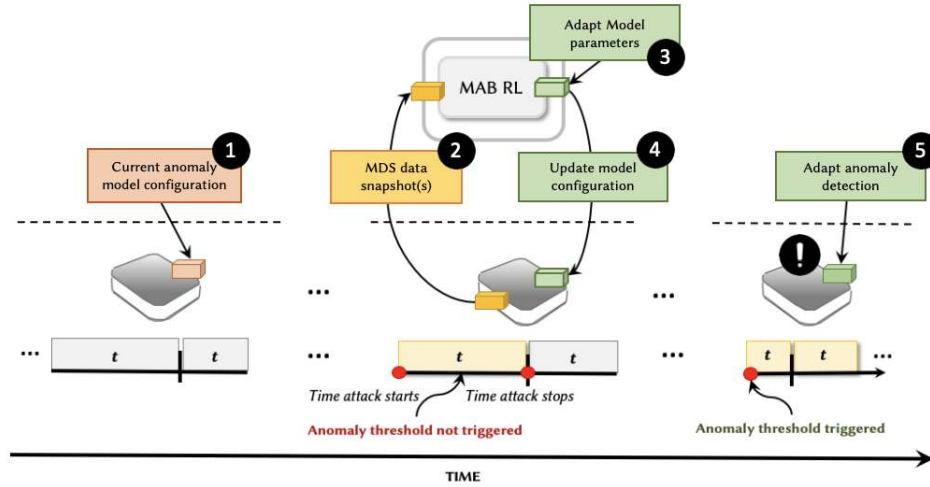 Adapt Model
parameters
3
MAB RL
1
Current anomaly
model configuration
2
MDS data
snapshot(s)
4
Update model
configuration
5
Adapt anomaly
detection
!
...
...
... t t
...
t t
...
t t ...
Time attack starts
Time attack stops
Anomaly threshold not triggered
Anomaly threshold triggered
TIME